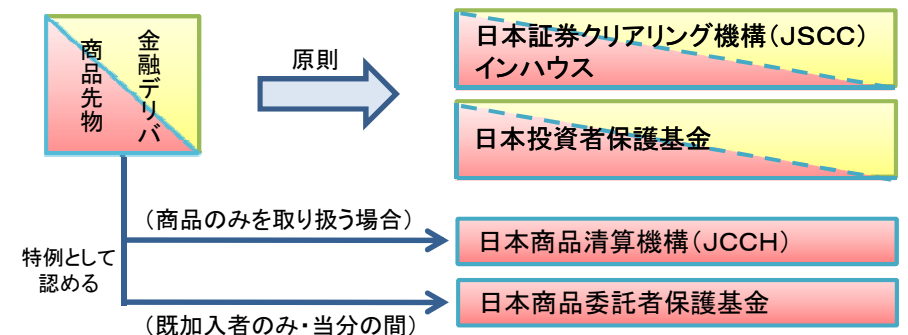 商品先物
金融デリバ
原則
日本証券クリアリング機構（JSCC）
インハウス
日本投資者保護基金
（商品のみを取り扱う場合）
日本商品清算機構（JCCH）
特例として
認める
日本商品委託者保護基金
（既加入者のみ・当分の間）